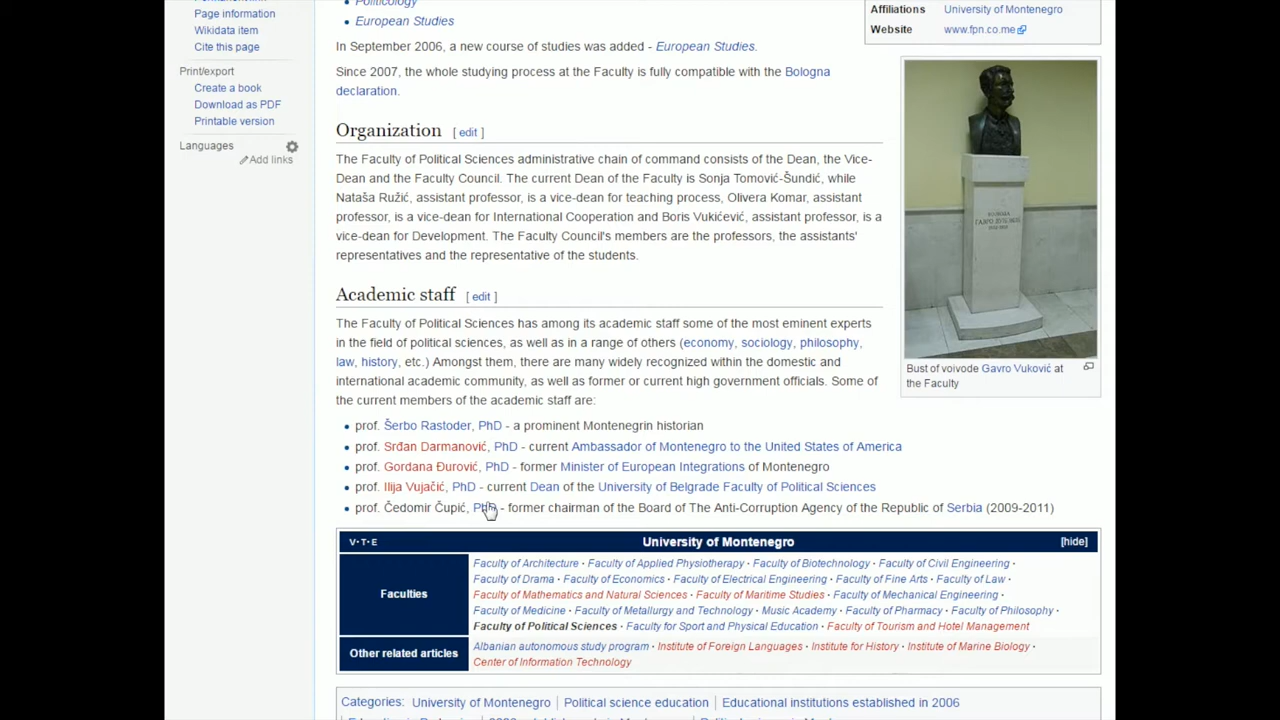 Page information
Wikidata item
Cite this page
Print/export
Create a book
Download as PDF
Printable version
Languages
Add links
Politicology
European Studies
In September 2006, a new course of studies was added - European Studies.
Since 2007, the whole studying process at the Faculty is fully compatible with the Bologna
declaration.
Organization [ edit ]
The Faculty of Political Sciences administrative chain of command consists of the Dean, the Vice-
Dean and the Faculty Council. The current Dean of the Faculty is Sonja Tomović-Šundić, while
Nataša Ružić, assistant professor, is a vice-dean for teaching process, Olivera Komar, assistant
professor, is a vice-dean for International Cooperation and Boris Vukićević, assistant professor, is a
vice-dean for Development. The Faculty Council's members are the professors, the assistants'
representatives and the representative of the students.
Academic staff [ edit ]
The Faculty of Political Sciences has among its academic staff some of the most eminent experts
in the field of political sciences, as well as in a range of others (economy, sociology, philosophy,
law, history, etc.) Amongst them, there are many widely recognized within the domestic and
international academic community, as well as former or current high government officials. Some of
the current members of the academic staff are:
prof. Šerbo Rastoder, PhD - a prominent Montenegrin historian
prof. Srđan Darmanović, PhD - current Ambassador of Montenegro to the United States of America
prof. Gordana Đurović, PhD - former Minister of European Integrations of Montenegro
prof. Ilija Vujačić, PhD - current Dean of the University of Belgrade Faculty of Political Sciences
prof. Čedomir Čupić, PhD - former chairman of the Board of The Anti-Corruption Agency of the Republic of Serbia (2009-2011)
Affiliations University of Montenegro
Website www.fpn.co.me
Bust of voivode Gavro Vuković at
the Faculty
V·T·E University of Montenegro [hide]
Faculties
Faculty of Architecture · Faculty of Applied Physiotherapy · Faculty of Biotechnology · Faculty of Civil Engineering ·
Faculty of Drama · Faculty of Economics · Faculty of Electrical Engineering · Faculty of Fine Arts · Faculty of Law ·
Faculty of Mathematics and Natural Sciences · Faculty of Maritime Studies · Faculty of Mechanical Engineering ·
Faculty of Medicine · Faculty of Metallurgy and Technology · Music Academy · Faculty of Pharmacy · Faculty of Philosophy ·
Faculty of Political Sciences · Faculty for Sport and Physical Education · Faculty of Tourism and Hotel Management
Other related articles
Albanian autonomous study program · Institute of Foreign Languages · Institute for History · Institute of Marine Biology ·
Center of Information Technology
Categories: University of Montenegro | Political science education | Educational institutions established in 2006